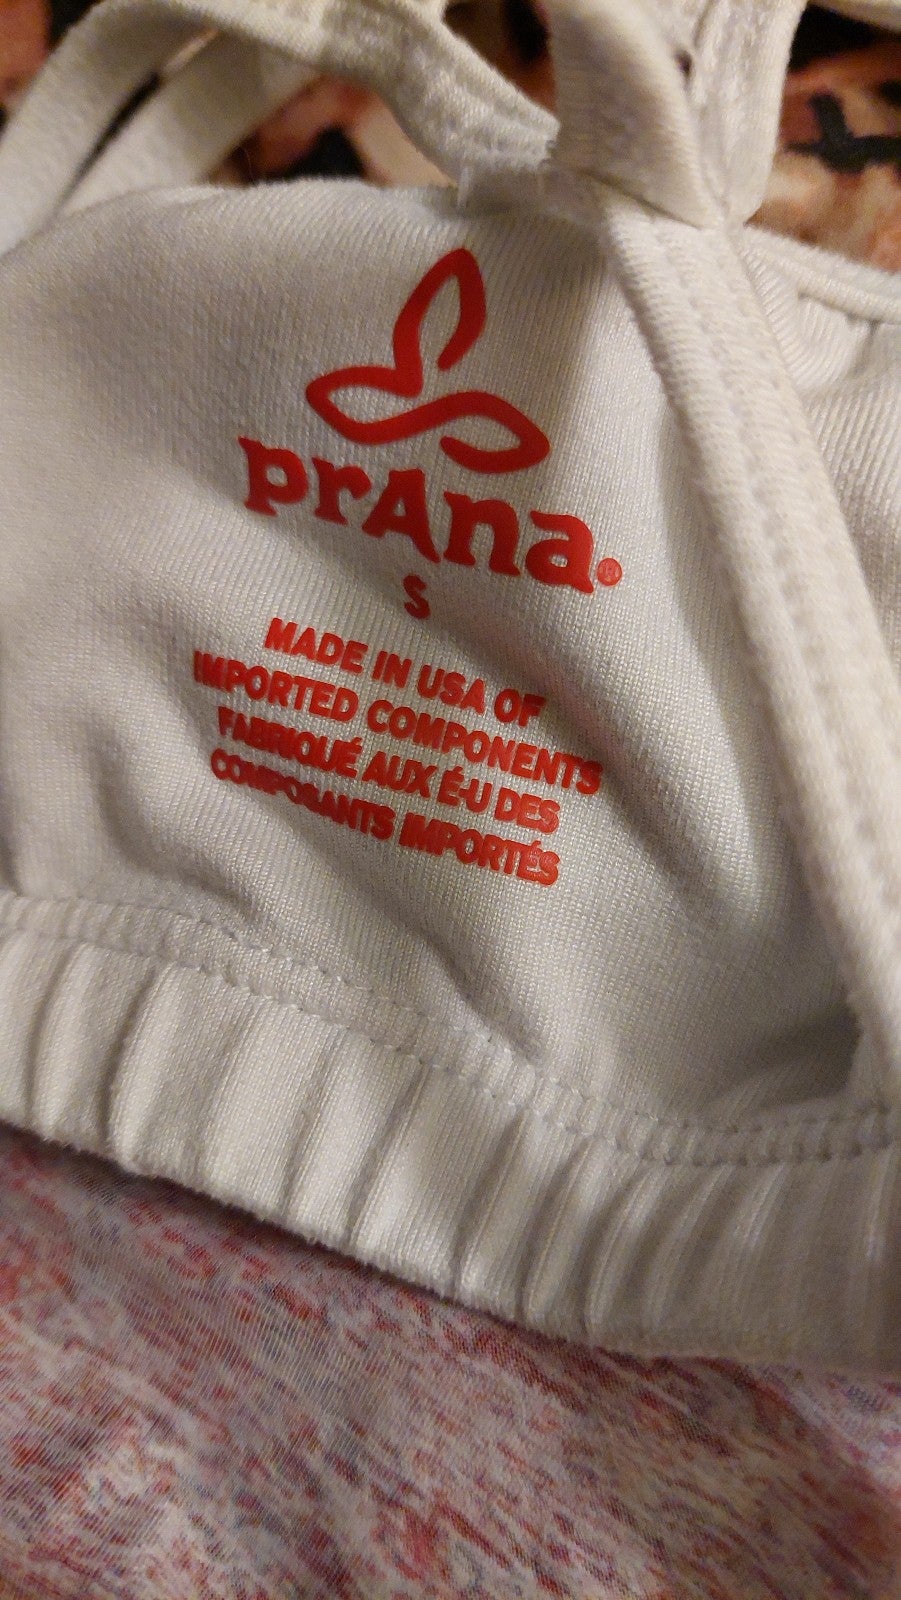 prAna®
S
MADE IN USA OF
IMPORTED COMPONENTS
FABRIQUÉ AUX É-U DES
COMPOSANTS IMPORTÉS